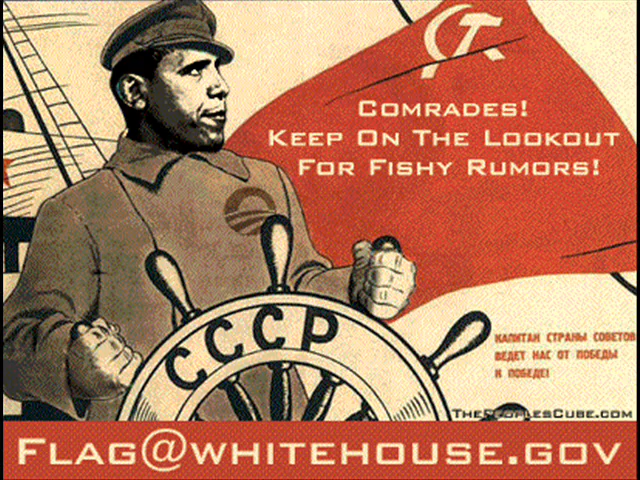 COMRADES!
KEEP ON THE LOOKOUT
FOR FISHY RUMORS!
СССР
КАПИТАН СТРАНЫ СОВЕТОВ
ВЕДЕТ НАС ОТ ПОБЕДЫ
К ПОБЕДЕ!
THEPEOPLESCUBE.COM
FLAG@WHITEHOUSE.GOV